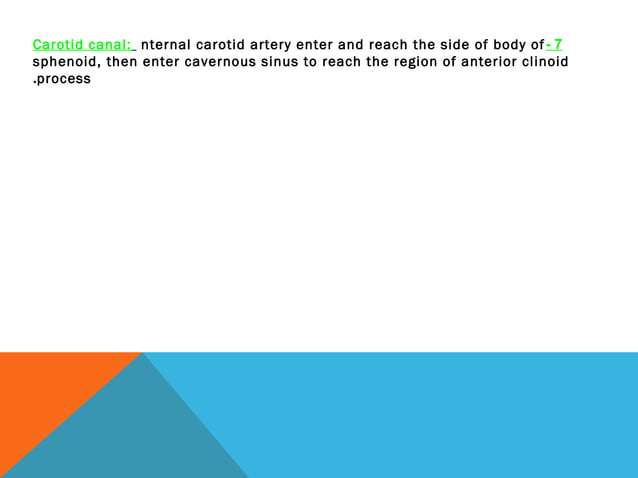 Carotid canal: nternal carotid artery enter and reach the side of body of -7
sphenoid, then enter cavernous sinus to reach the region of anterior clinoid
.process